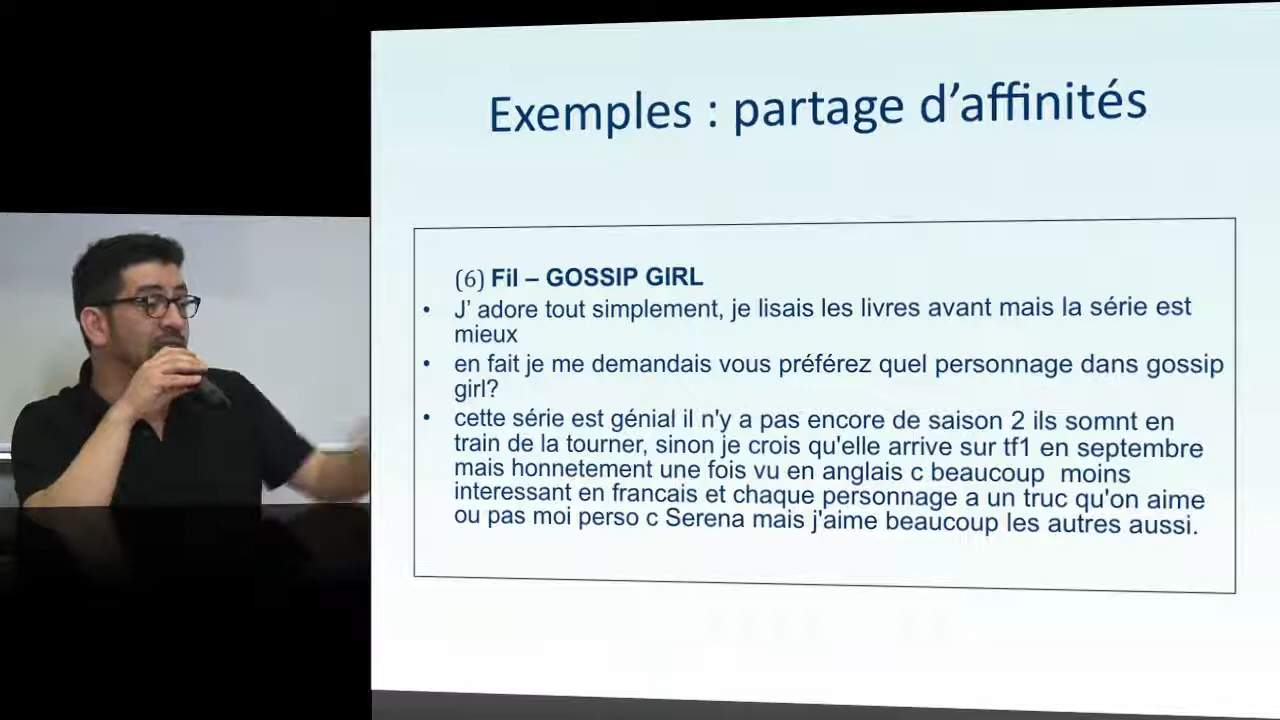 Exemples : partage d'affinités
(6) Fil – GOSSIP GIRL
• J' adore tout simplement, je lisais les livres avant mais la série est
mieux
• en fait je me demandais vous préférez quel personnage dans gossip
girl?
• cette série est génial il n'y a pas encore de saison 2 ils somnt en
train de la tourner, sinon je crois qu'elle arrive sur tf1 en septembre
mais honnetement une fois vu en anglais c beaucoup  moins
interessant en francais et chaque personnage a un truc qu'on aime
ou pas moi perso c Serena mais j'aime beaucoup les autres aussi.